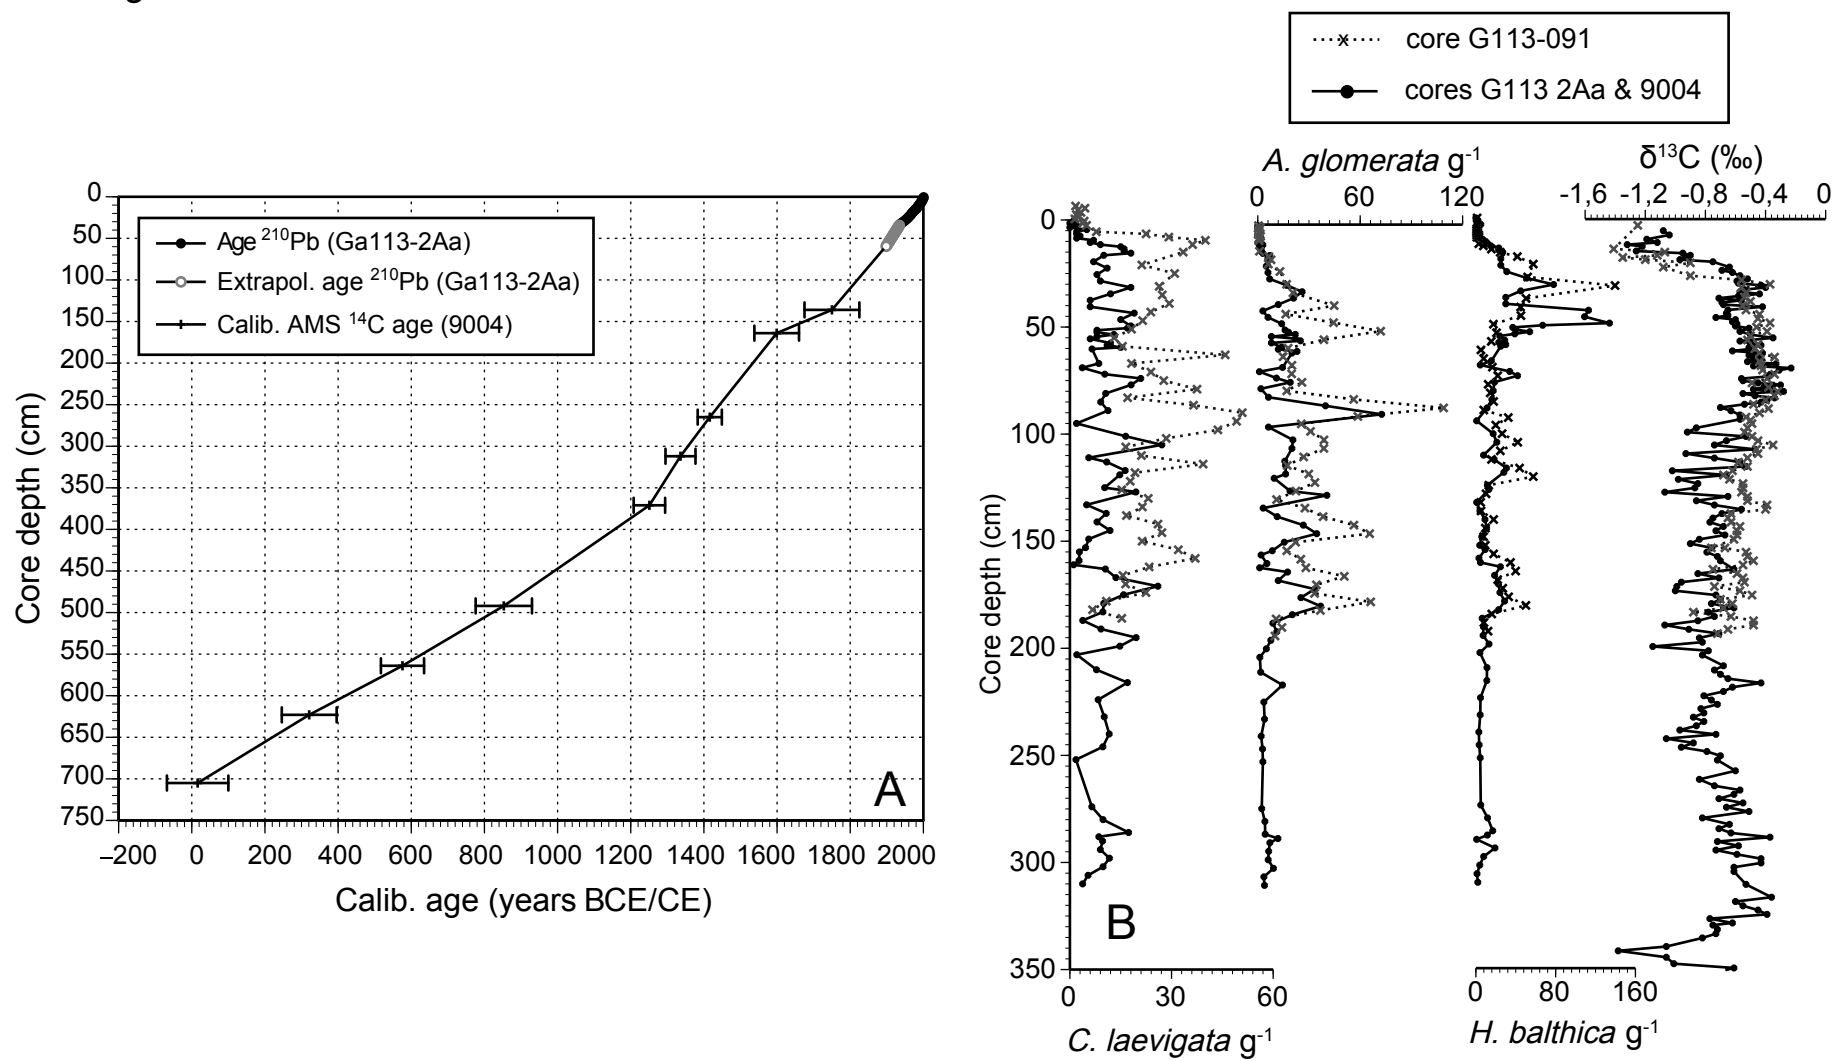 core G113-091
cores G113 2Aa & 9004
0
50
100
150
200
250
300
350
400
450
500
550
600
650
700
750
Core depth (cm)
Age 210Pb (Ga113-2Aa)
Extrapol. age 210Pb (Ga113-2Aa)
Calib. AMS 14C age (9004)
A
–200 0 200 400 600 800 1000 1200 1400 1600 1800 2000
Calib. age (years BCE/CE)
A. glomerata g-1
0 60 120
δ13C (‰)
-1,6 -1,2 -0,8 -0,4 0
0
50
100
150
200
250
300
350
Core depth (cm)
B
0 30 60
C. laevigata g-1
0 80 160
H. balthica g-1